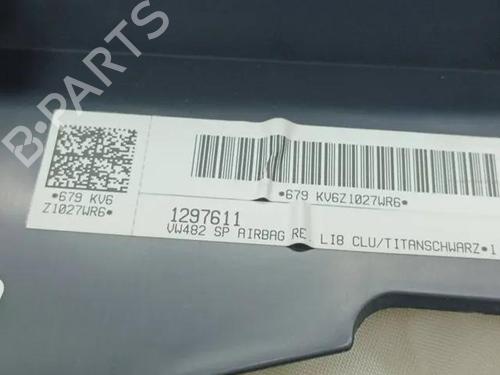 B-PARTS
*679 KV6
Z1027WR6*
*679 KV6Z1027WR6*
1297611
VW482 SP AIRBAG RE. LI8 CLU/TITANSCHWARZ*1